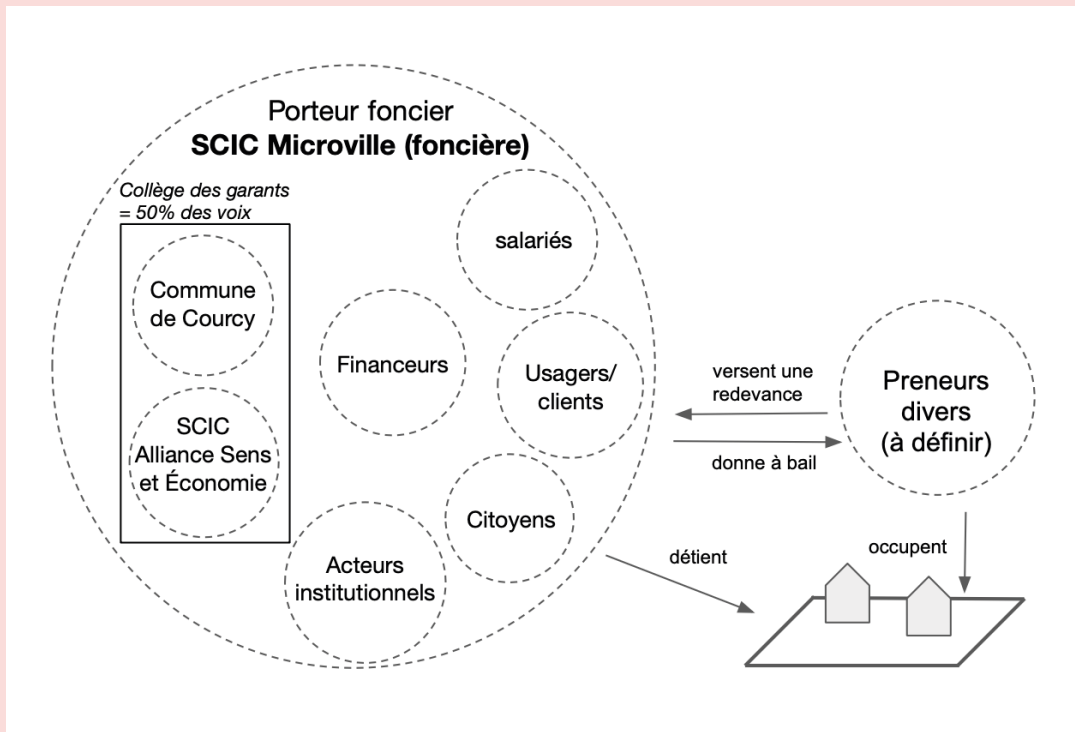 Porteur foncier
SCIC Microville (foncière)
Collège des garants
= 50% des voix
Commune
de Courcy
SCIC
Alliance Sens
et Économie
Financeurs
salariés
Usagers/
clients
Citoyens
Acteurs
institutionnels
versent une
redevance
donne à bail
Preneurs
divers
(à définir)
détient
occupent